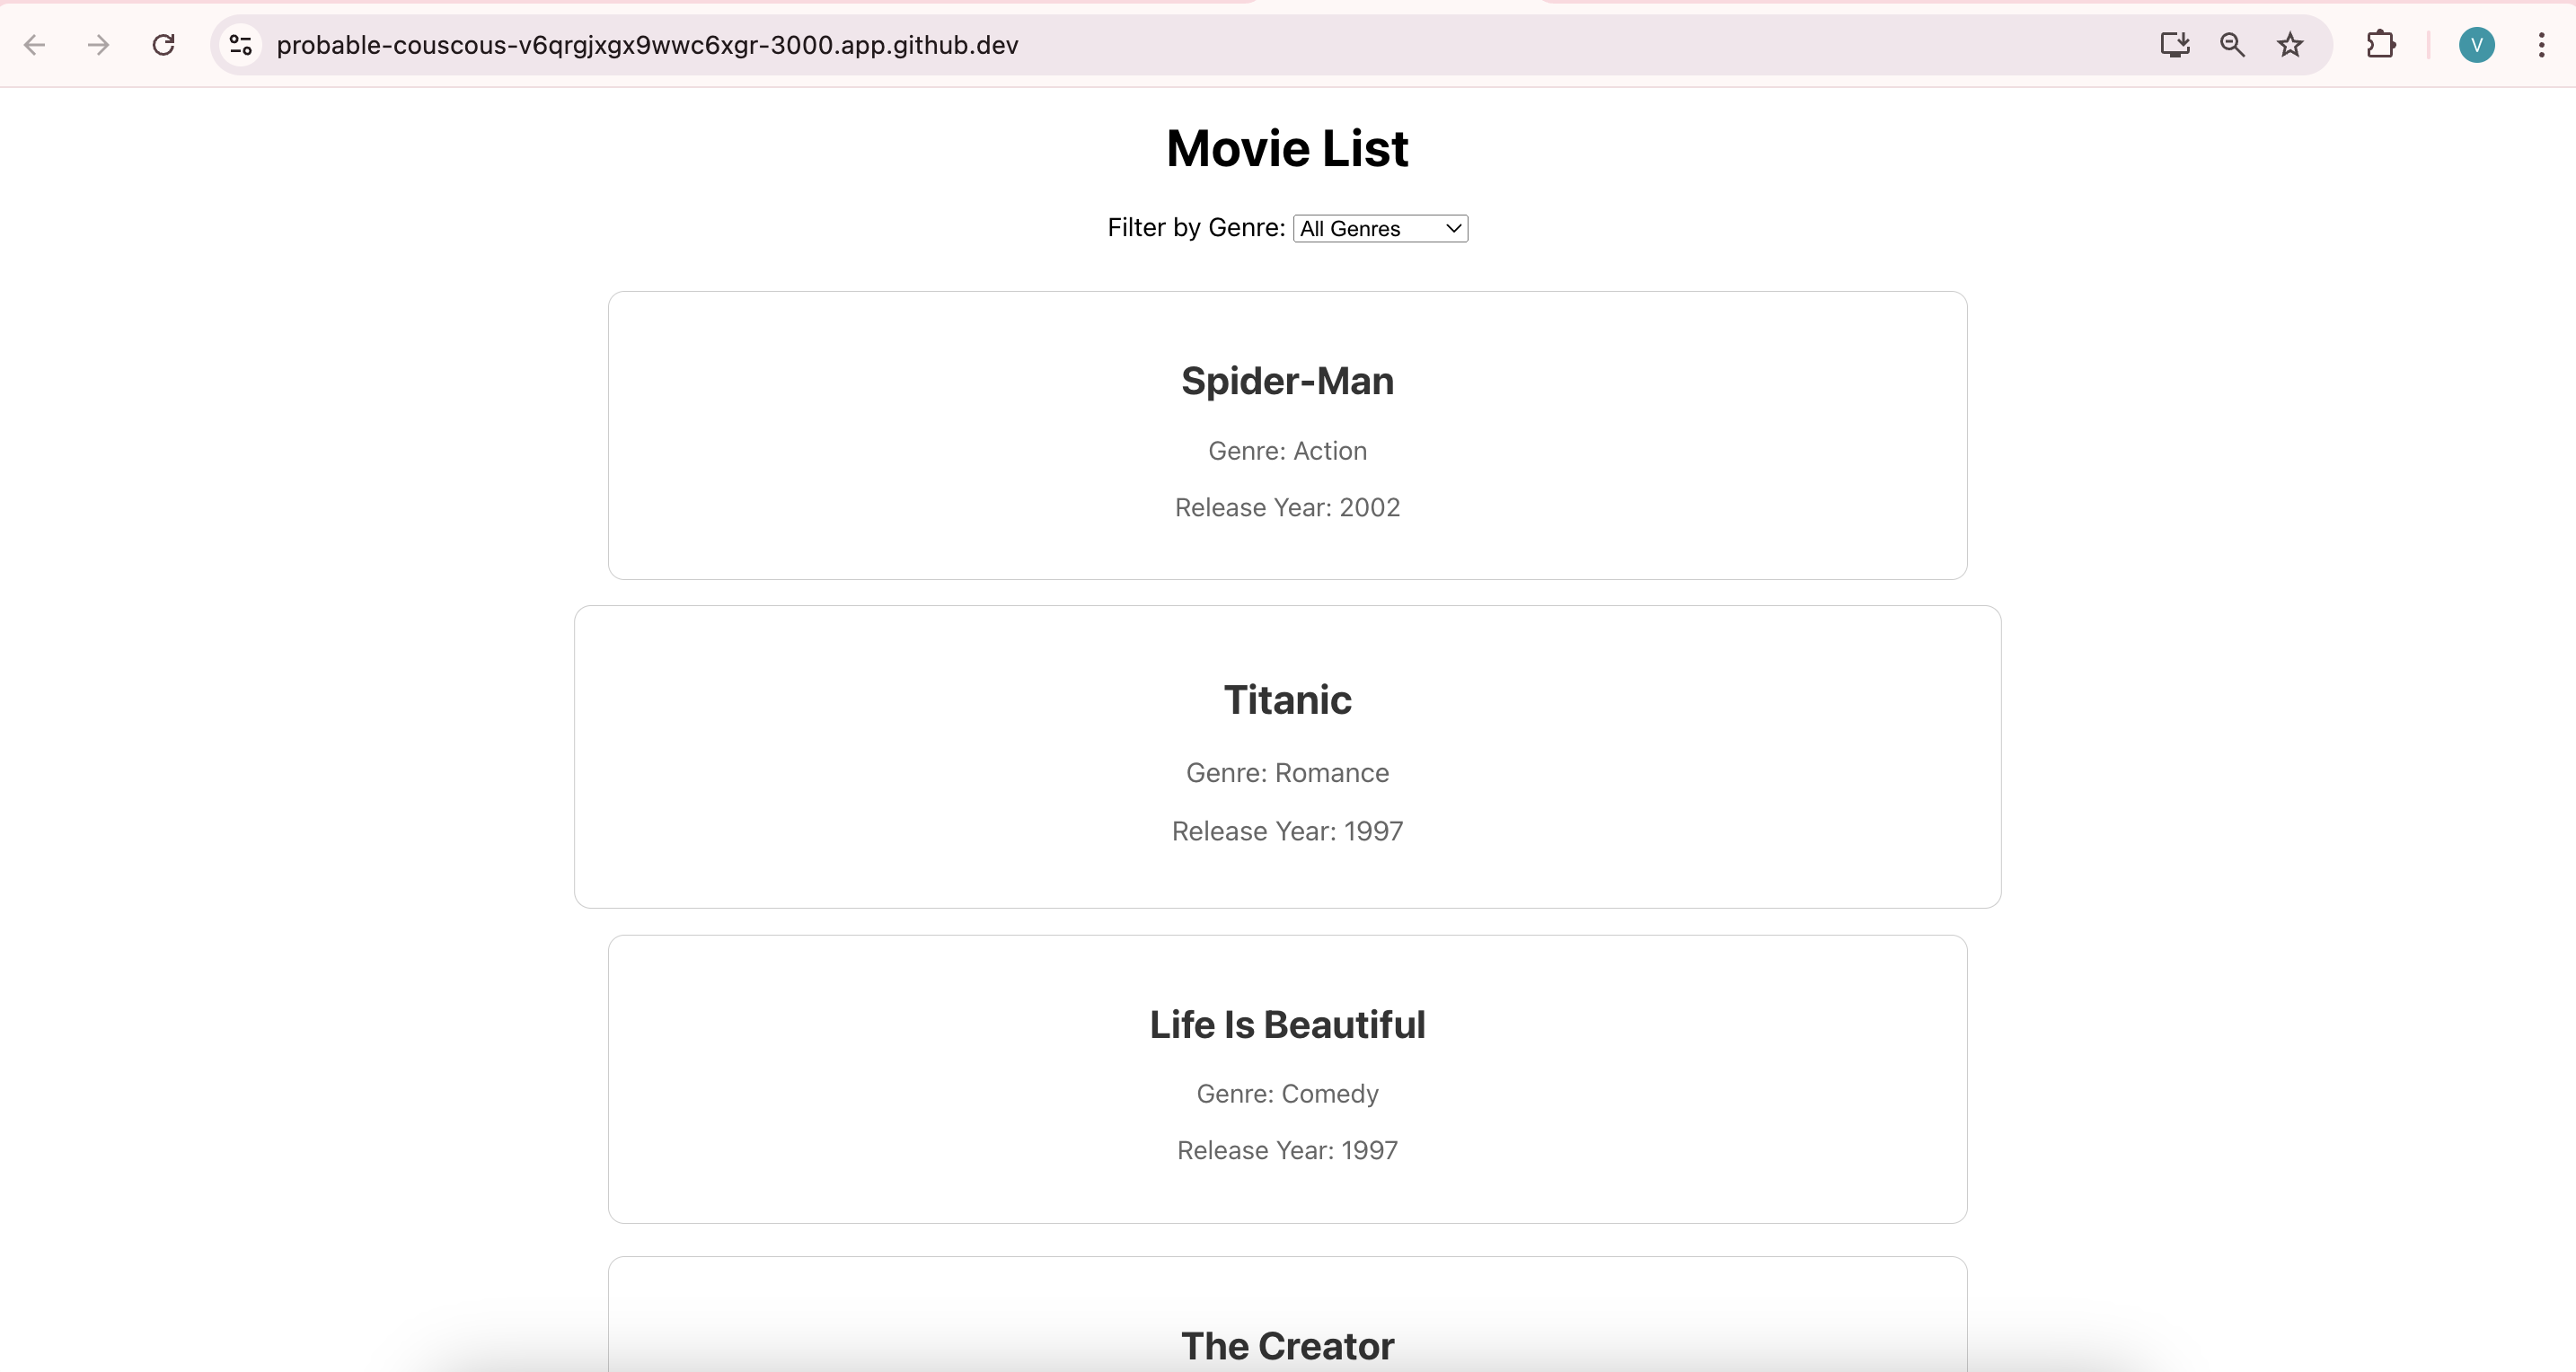 probable-couscous-v6qrgjxgx9wwc6xgr-3000.app.github.dev
V
Movie List
Filter by Genre: All Genres
Spider-Man
Genre: Action
Release Year: 2002
Titanic
Genre: Romance
Release Year: 1997
Life Is Beautiful
Genre: Comedy
Release Year: 1997
The Creator